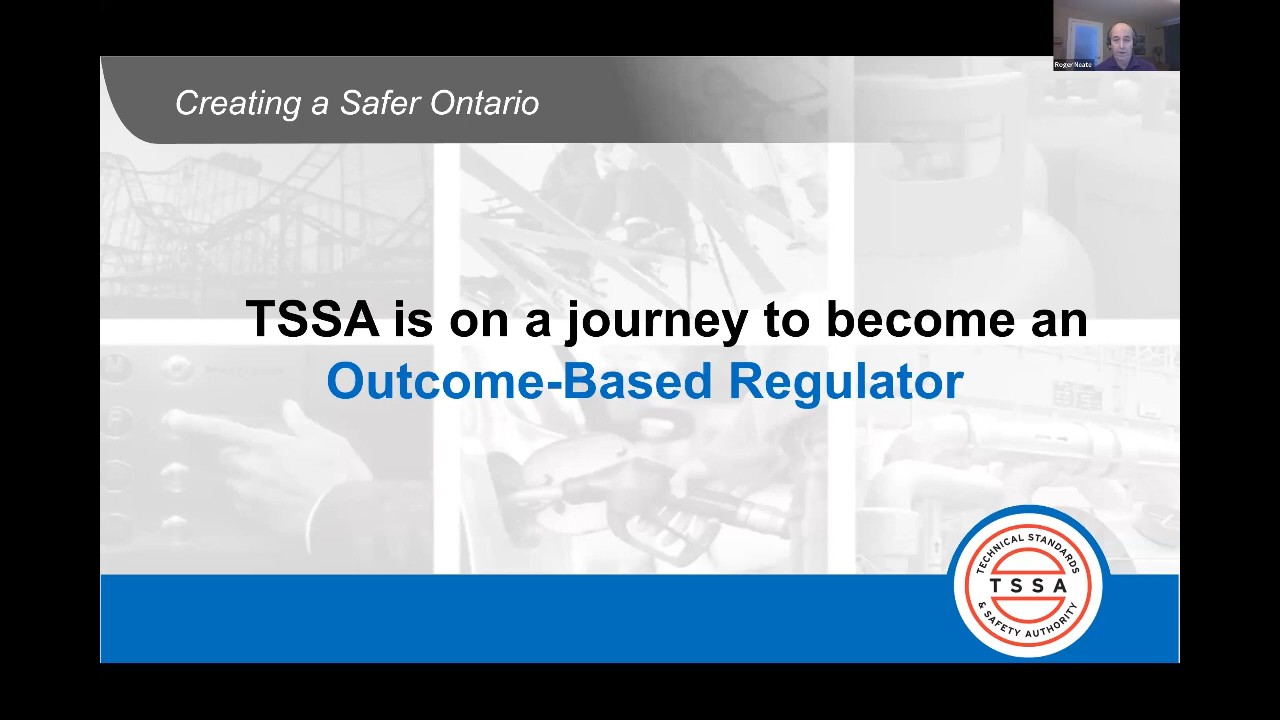 Roger Neate
Creating a Safer Ontario
TSSA is on a journey to become an
Outcome-Based Regulator
TECHNICAL STANDARDS
TSSA
& SAFETY AUTHORITY